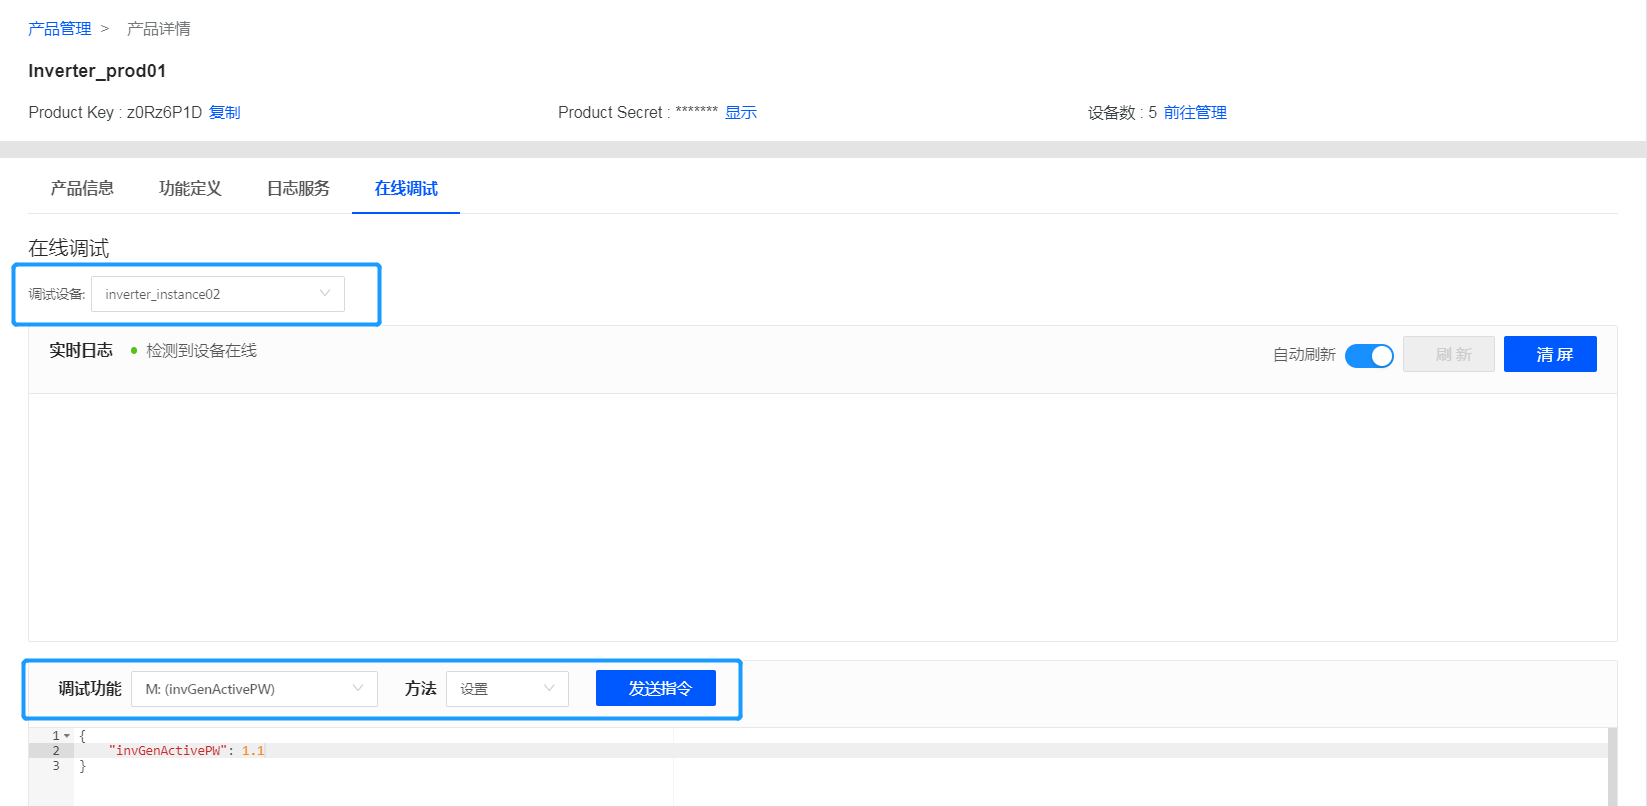 产品管理 > 产品详情
Inverter_prod01
Product Key : z0Rz6P1D 复制 Product Secret : ******* 显示 设备数 : 5 前往管理
产品信息 功能定义 日志服务 在线调试
在线调试
调试设备: inverter_instance02
实时日志 检测到设备在线 自动刷新 刷 新 清 屏
调试功能 M: (invGenActivePW) 方法 设置 发送指令
1 {
2 "invGenActivePW": 1.1
3 }